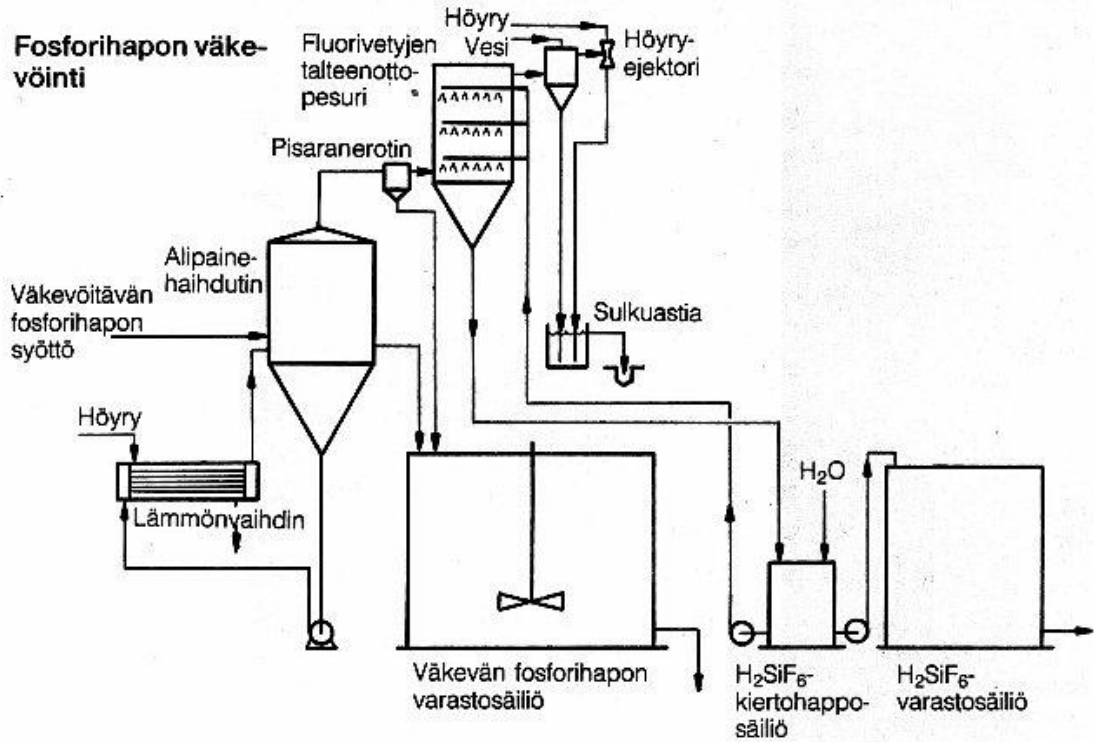 Fosforihapon väke-
vöinti
Höyry
Vesi
Höyry-
ejektori
Fluorivetyjen
talteenotto-
pesuri
Pisaranerotin
Alipaine-
haihdutin
Väkevöitävän
fosforihapon
syöttö
Sulkuastia
Höyry
Lämmönvaihdin
H₂O
Väkevän fosforihapon
varastosäiliö
H₂SiF₆-
kiertohappo-
säiliö
H₂SiF₆-
varastosäiliö